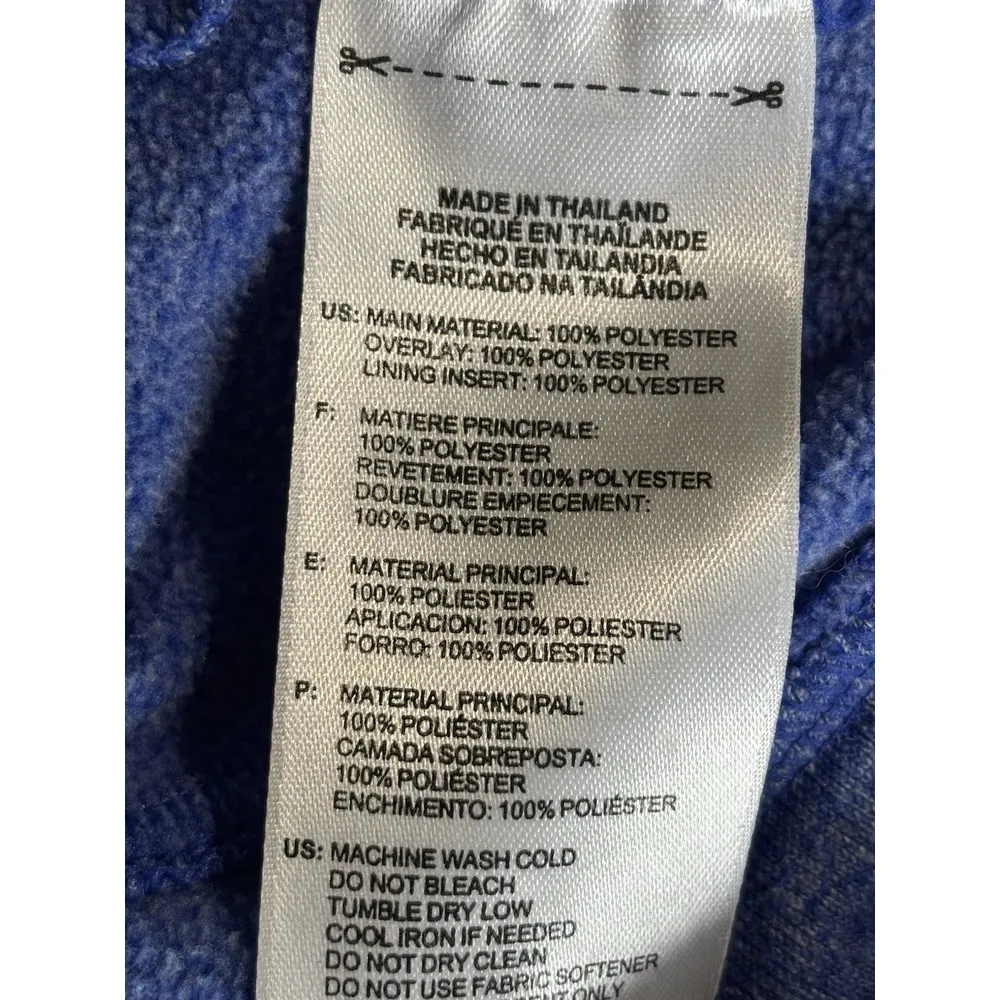 MADE IN THAILAND
FABRIQUÉ EN THAÏLANDE
HECHO EN TAILANDIA
FABRICADO NA TAILÂNDIA
US: MAIN MATERIAL: 100% POLYESTER
OVERLAY: 100% POLYESTER
LINING INSERT: 100% POLYESTER
F: MATIERE PRINCIPALE:
100% POLYESTER
REVETEMENT: 100% POLYESTER
DOUBLURE EMPIECEMENT:
100% POLYESTER
E: MATERIAL PRINCIPAL:
100% POLIESTER
APLICACION: 100% POLIESTER
FORRO: 100% POLIESTER
P: MATERIAL PRINCIPAL:
100% POLIÉSTER
CAMADA SOBREPOSTA:
100% POLIÉSTER
ENCHIMENTO: 100% POLIÉSTER
US: MACHINE WASH COLD
DO NOT BLEACH
TUMBLE DRY LOW
COOL IRON IF NEEDED
DO NOT DRY CLEAN
DO NOT USE FABRIC SOFTENER
ONLY